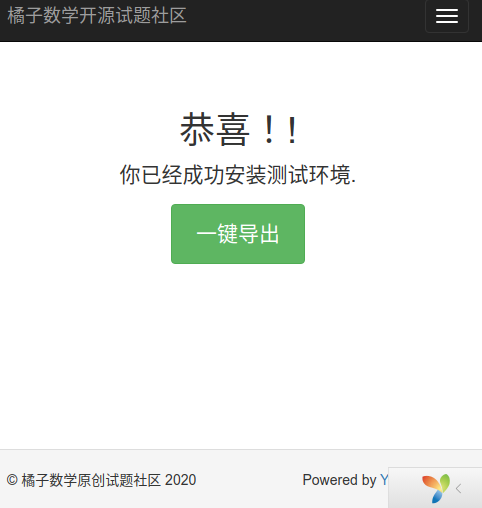 橘子数学开源试题社区
恭喜！!
你已经成功安装测试环境.
一键导出
© 橘子数学原创试题社区 2020
Powered by Y